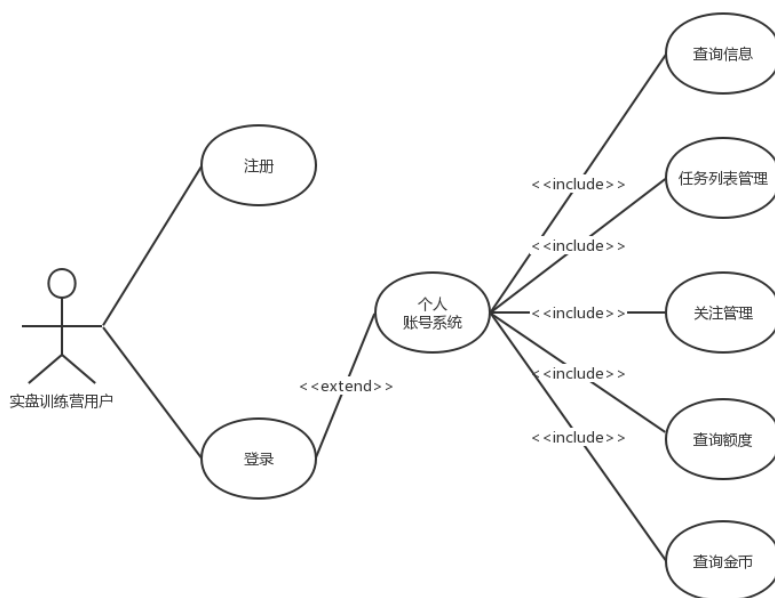 查询信息
注册
<<include>>
任务列表管理
<<include>>
个人
账号系统
<<include>>
关注管理
<<include>>
<<extend>>
实盘训练营用户
<<include>>
查询额度
登录
查询金币